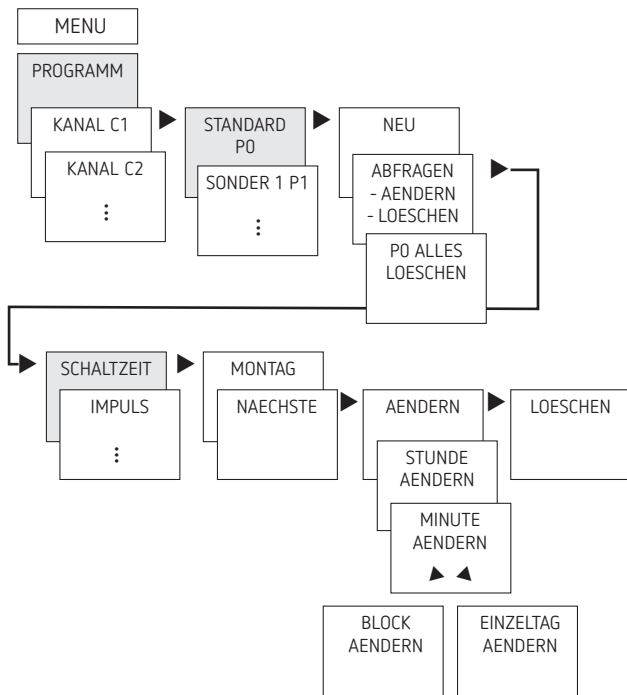 MENU
PROGRAMM
KANAL C1
KANAL C2
STANDARD
P0
SONDER 1 P1
NEU
ABFRAGEN
- AENDERN
- LOESCHEN
P0 ALLES
LOESCHEN
SCHALTZEIT
IMPULS
MONTAG
NAECHSTE
AENDERN
STUNDE
AENDERN
MINUTE
AENDERN
LOESCHEN
BLOCK
AENDERN
EINZELTAG
AENDERN